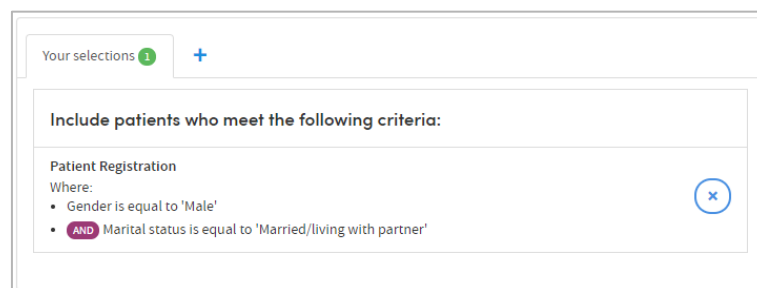 Your selections 1 +
Include patients who meet the following criteria:
Patient Registration
Where:
• Gender is equal to 'Male'
• AND Marital status is equal to 'Married/living with partner'